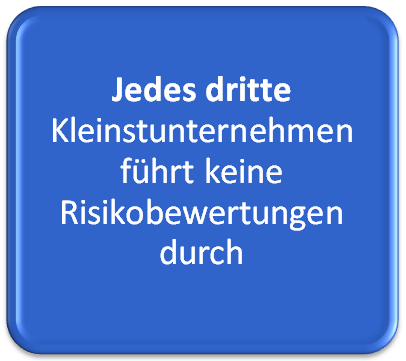 Jedes dritte
Kleinstunternehmen
führt keine
Risikobewertungen
durch